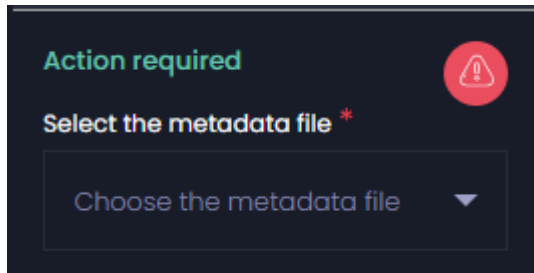 Action required
Select the metadata file *
Choose the metadata file